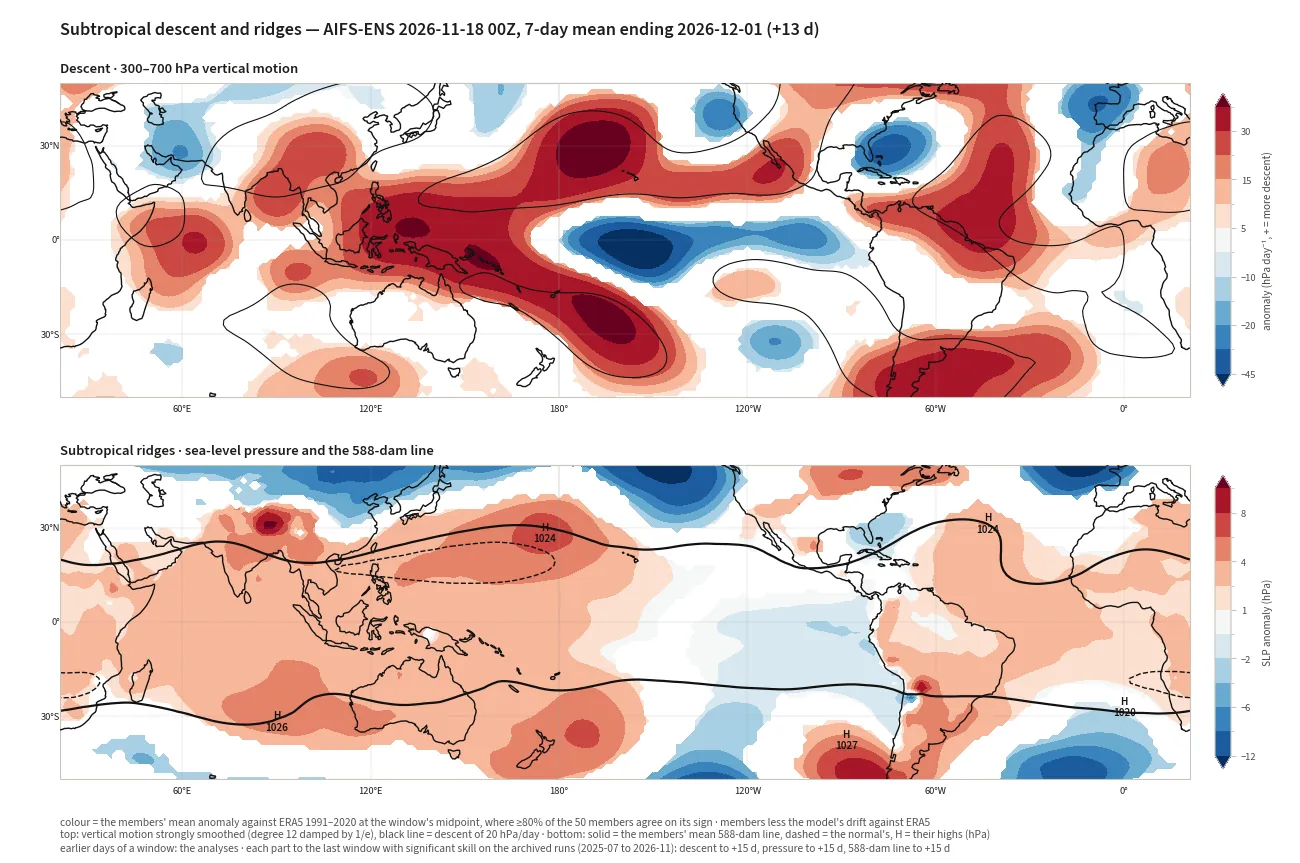 Subtropical descent and ridges — AIFS-ENS 2026-11-18 00Z, 7-day mean ending 2026-12-01 (+13 d)
Descent · 300–700 hPa vertical motion
30°N
0°
30°S
60°E
120°E
180°
120°W
60°W
0°
30
15
5
−10
−20
−45
anomaly (hPa day⁻¹, + = more descent)
Subtropical ridges · sea-level pressure and the 588-dam line
30°N
0°
30°S
H
1024
H
1024
H
1026
H
1027
H
1020
60°E
120°E
180°
120°W
60°W
0°
8
4
1
−2
−6
−12
SLP anomaly (hPa)
colour = the members' mean anomaly against ERA5 1991–2020 at the window's midpoint, where ≥80% of the 50 members agree on its sign · members less the model's drift against ERA5
top: vertical motion strongly smoothed (degree 12 damped by 1/e), black line = descent of 20 hPa/day · bottom: solid = the members' mean 588-dam line, dashed = the normal's, H = their highs (hPa)
earlier days of a window: the analyses · each part to the last window with significant skill on the archived runs (2025-07 to 2026-11): descent to +15 d, pressure to +15 d, 588-dam line to +15 d